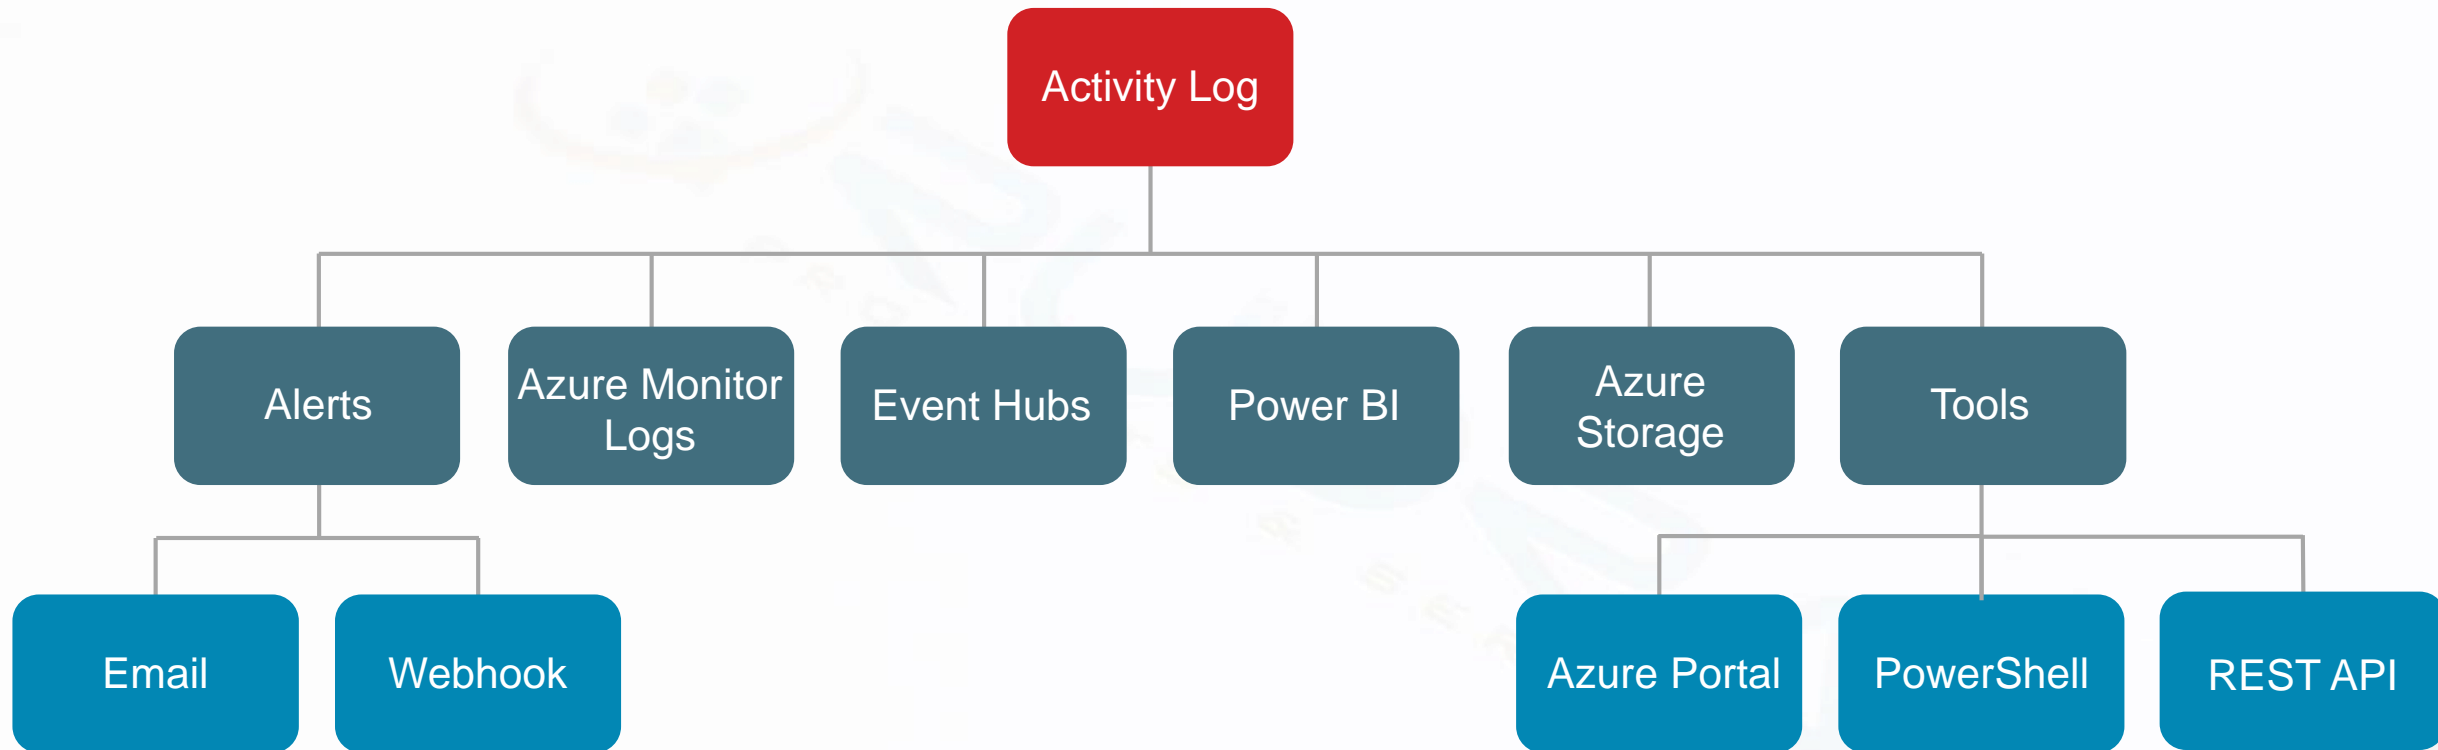 Activity Log
Alerts
Azure Monitor
Logs
Event Hubs
Power BI
Azure
Storage
Tools
Email
Webhook
Azure Portal
PowerShell
REST API